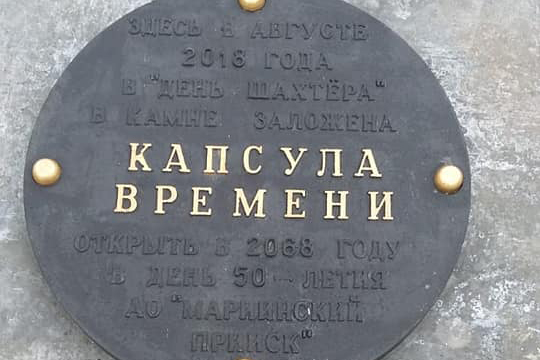 ЗДЕСЬ В АВГУСТЕ
2018 ГОДА
В "ДЕНЬ ШАХТЁРА"
В КАМНЕ ЗАЛОЖЕНА
КАПСУЛА
ВРЕМЕНИ
ОТКРЫТЬ В 2068 ГОДУ
В ДЕНЬ 50-ЛЕТИЯ
АО "МАРИИНСКИЙ
ПРИИСК"